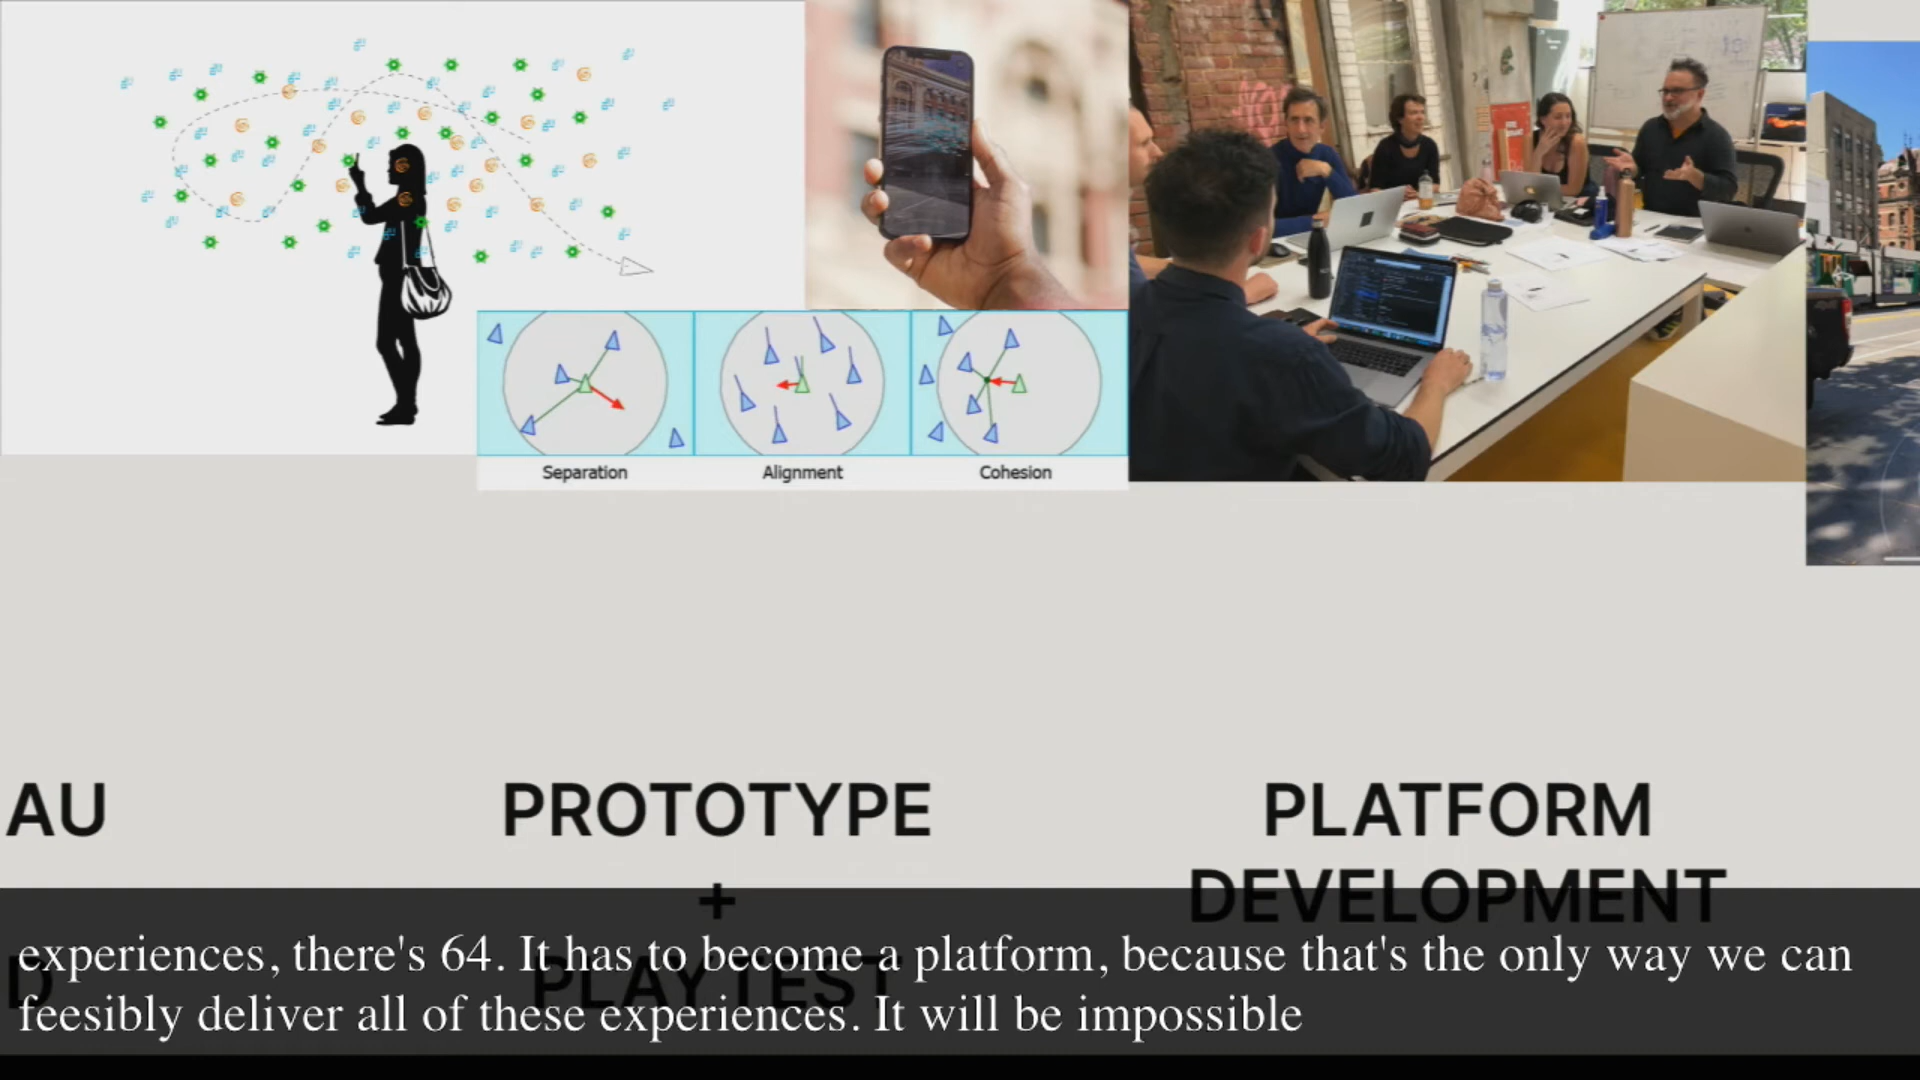 Separation
Alignment
Cohesion
AU
PROTOTYPE
PLATFORM
+
DEVELOPMENT
D
PLAYTEST
experiences, there's 64. It has to become a platform, because that's the only way we can
feesibly deliver all of these experiences. It will be impossible